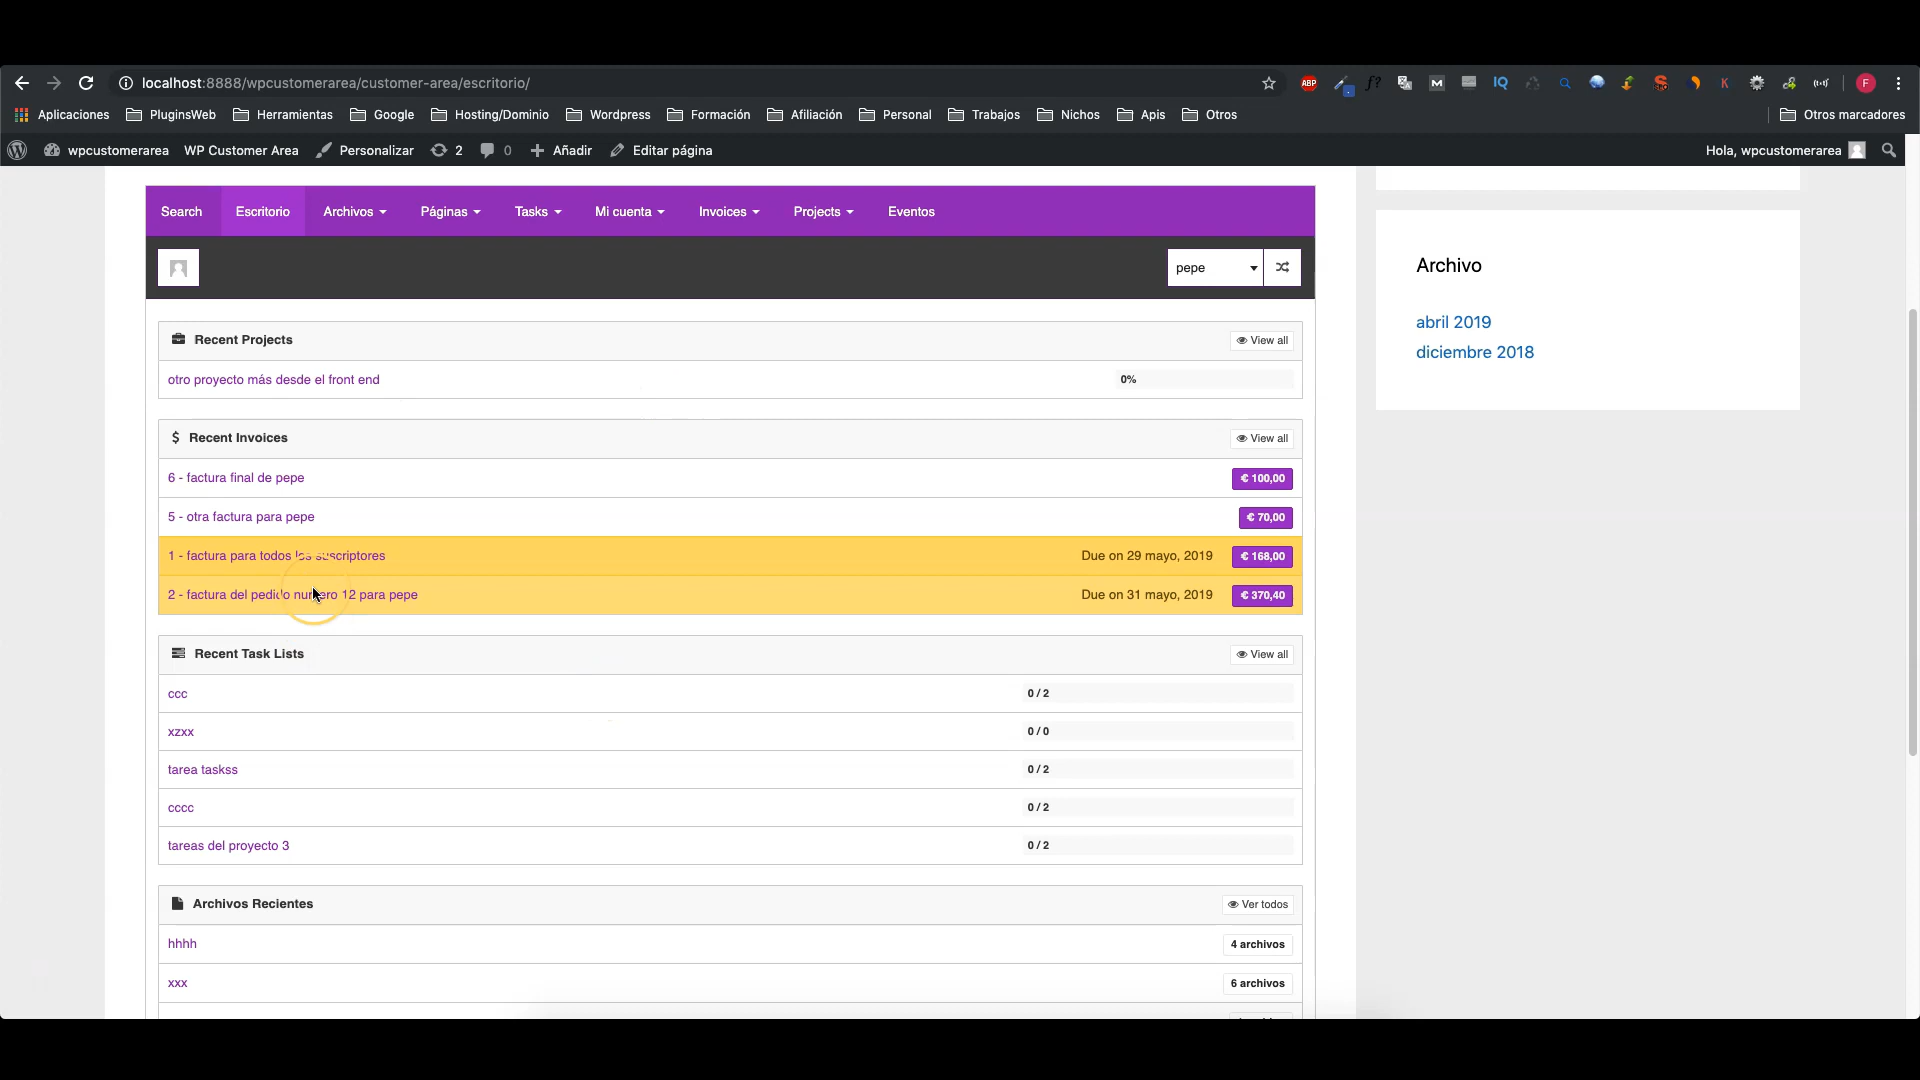 localhost:8888/wpcustomerarea/customer-area/escritorio/
ABP
f?
M
IQ
K
F
Aplicaciones PluginsWeb Herramientas Google Hosting/Dominio Wordpress Formación Afiliación Personal Trabajos Nichos Apis Otros Otros marcadores
wpcustomerarea WP Customer Area Personalizar 2 0 Añadir Editar página Hola, wpcustomerarea
Search Escritorio Archivos Páginas Tasks Mi cuenta Invoices Projects Eventos
pepe
Recent Projects View all
otro proyecto más desde el front end 0%
$ Recent Invoices View all
6 - factura final de pepe € 100,00
5 - otra factura para pepe € 70,00
1 - factura para todos los suscriptores Due on 29 mayo, 2019 € 168,00
2 - factura del pedido numero 12 para pepe Due on 31 mayo, 2019 € 370,40
Recent Task Lists View all
ccc 0 / 2
xzxx 0 / 0
tarea taskss 0 / 2
cccc 0 / 2
tareas del proyecto 3 0 / 2
Archivos Recientes Ver todos
hhhh 4 archivos
xxx 6 archivos
Archivo
abril 2019
diciembre 2018